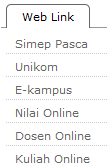 Web Link
Simep Pasca
Unikom
E-kampus
Nilai Online
Dosen Online
Kuliah Online